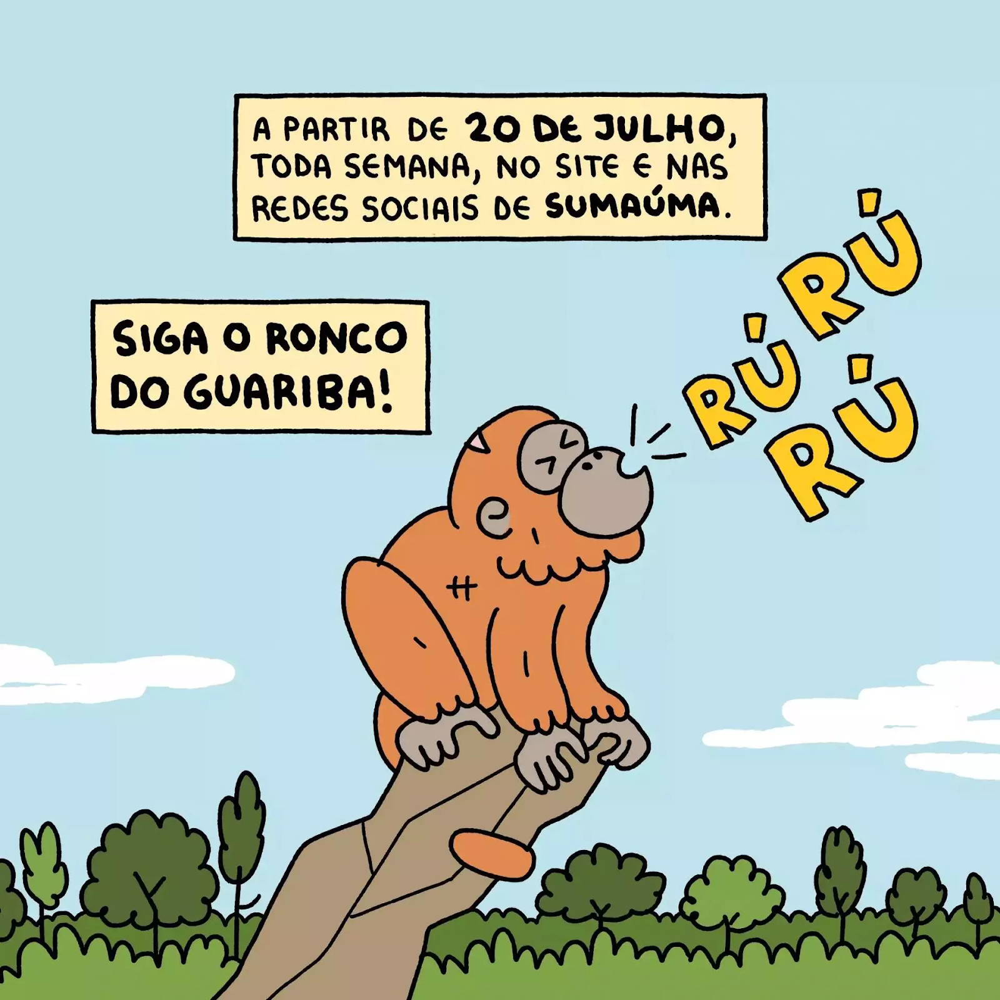 A PARTIR DE 20 DE JULHO,
TODA SEMANA, NO SITE E NAS
REDES SOCIAIS DE SUMAÚMA.
SIGA O RONCO
DO GUARIBA!
RÚ
RÚ
RÚ